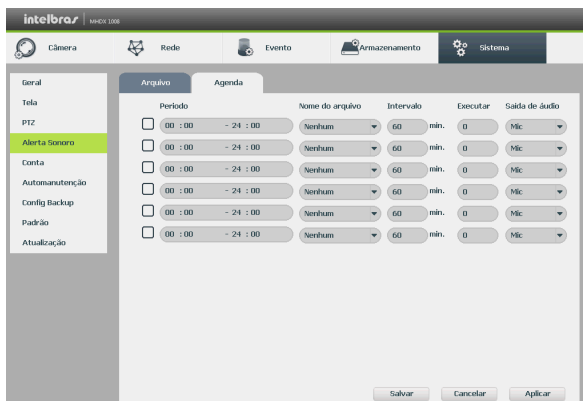 intelbras MHDX 1008
Câmera Rede Evento Armazenamento Sistema
Geral
Tela
PTZ
Alerta Sonoro
Conta
Automanutenção
Config Backup
Padrão
Atualização
Arquivo Agenda
Periodo Nome do arquivo Intervalo Executar Saída de áudio
00 : 00 - 24 : 00 Nenhum 60 min. 0 Mic
00 : 00 - 24 : 00 Nenhum 60 min. 0 Mic
00 : 00 - 24 : 00 Nenhum 60 min. 0 Mic
00 : 00 - 24 : 00 Nenhum 60 min. 0 Mic
00 : 00 - 24 : 00 Nenhum 60 min. 0 Mic
00 : 00 - 24 : 00 Nenhum 60 min. 0 Mic
Salvar Cancelar Aplicar